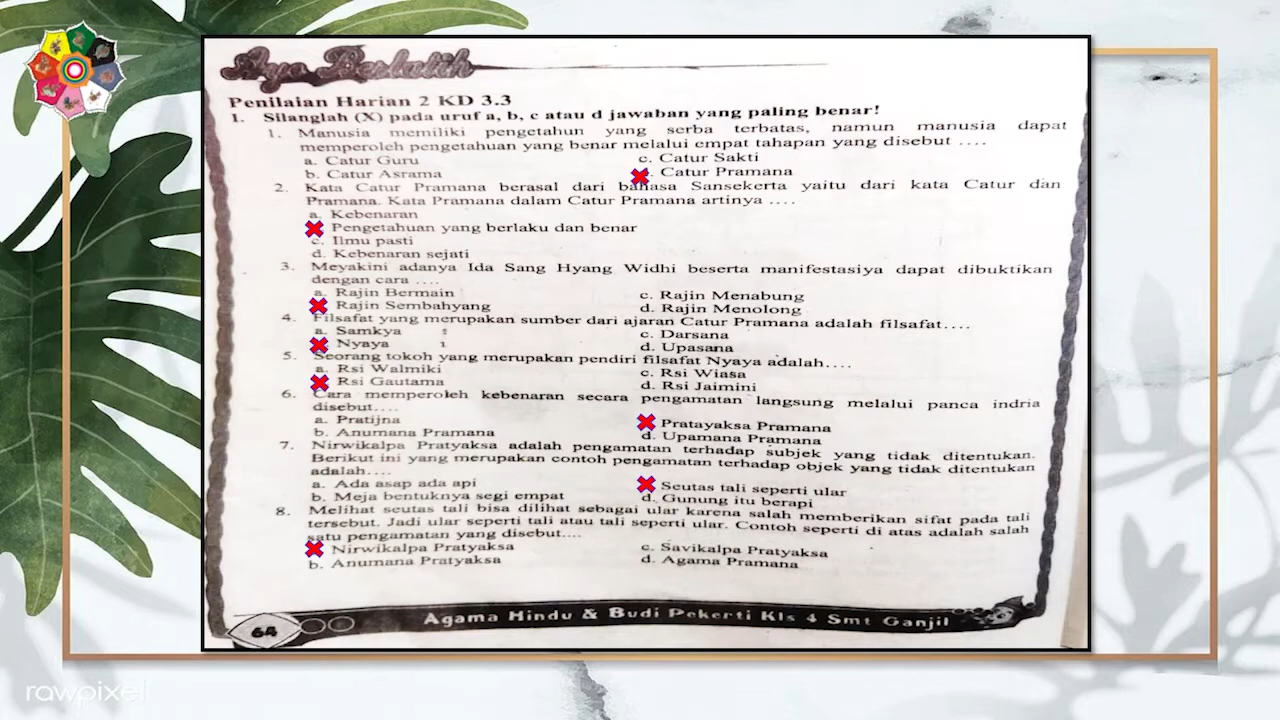 Ayo Berlatih
Penilaian Harian 2 KD 3.3
I. Silanglah (X) pada uruf a, b, c atau d jawaban yang paling benar!
1. Manusia memiliki pengetahun yang serba terbatas, namun manusia dapat
memperoleh pengetahuan yang benar melalui empat tahapan yang disebut ....
a. Catur Guru
b. Catur Asrama
c. Catur Sakti
Catur Pramana
2. Kata Catur Pramana berasal dari bahasa Sansekerta yaitu dari kata Catur dan
Pramana. Kata Pramana dalam Catur Pramana artinya ....
a. Kebenaran
Pengetahuan yang berlaku dan benar
c. Ilmu pasti
d. Kebenaran sejati
3. Meyakini adanya Ida Sang Hyang Widhi beserta manifestasiya dapat dibuktikan
dengan cara ....
a. Rajin Bermain
Rajin Sembahyang
c. Rajin Menabung
d. Rajin Menolong
4. Filsafat yang merupakan sumber dari ajaran Catur Pramana adalah filsafat....
a. Samkya
Nyaya
c. Darsana
d. Upasana
5. Seorang tokoh yang merupakan pendiri filsafat Nyaya adalah....
a. Rsi Walmiki
Rsi Gautama
c. Rsi Wiasa
d. Rsi Jaimini
6. Cara memperoleh kebenaran secara pengamatan langsung melalui panca indria
disebut....
a. Pratijna
b. Anumana Pramana
Pratayaksa Pramana
d. Upamana Pramana
7. Nirwikalpa Pratyaksa adalah pengamatan terhadap subjek yang tidak ditentukan.
Berikut ini yang merupakan contoh pengamatan terhadap objek yang tidak ditentukan
adalah....
a. Ada asap ada api
b. Meja bentuknya segi empat
Seutas tali seperti ular
d. Gunung itu berapi
8. Melihat seutas tali bisa dilihat sebagai ular karena salah memberikan sifat pada tali
tersebut. Jadi ular seperti tali atau tali seperti ular. Contoh seperti di atas adalah salah
satu pengamatan yang disebut....
Nirwikalpa Pratyaksa
b. Anumana Pratyaksa
c. Savikalpa Pratyaksa
d. Agama Pramana
64
Agama Hindu & Budi Pekerti Kls 4 Smt Ganjil
rawpixel